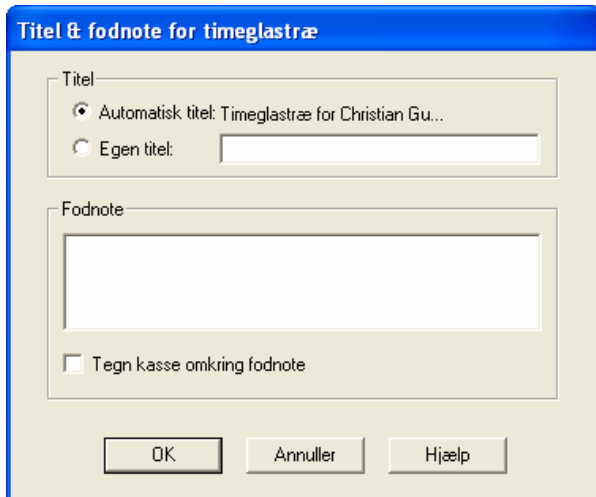 Titel & fodnote for timeglastræ
Titel
Automatisk titel: Timeglastræ for Christian Gu...
Egen titel:
Fodnote
Tegn kasse omkring fodnote
OK
Annuller
Hjælp